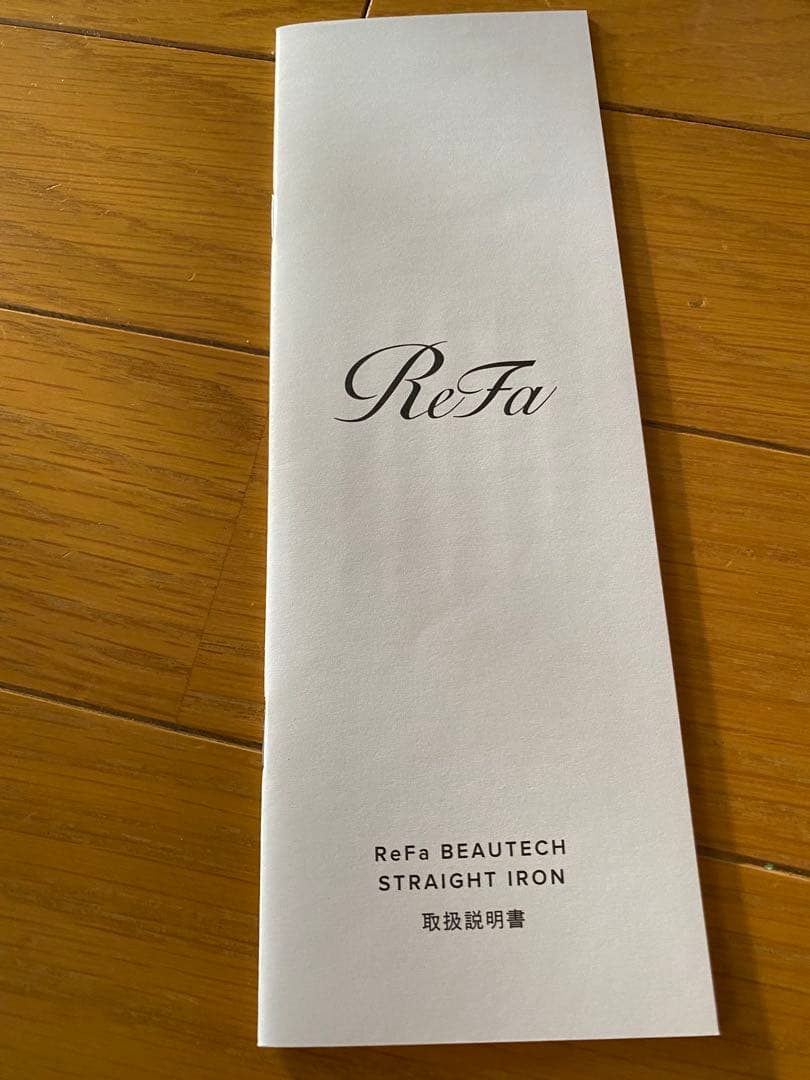 ReFa
ReFa BEAUTECH
STRAIGHT IRON
取扱説明書